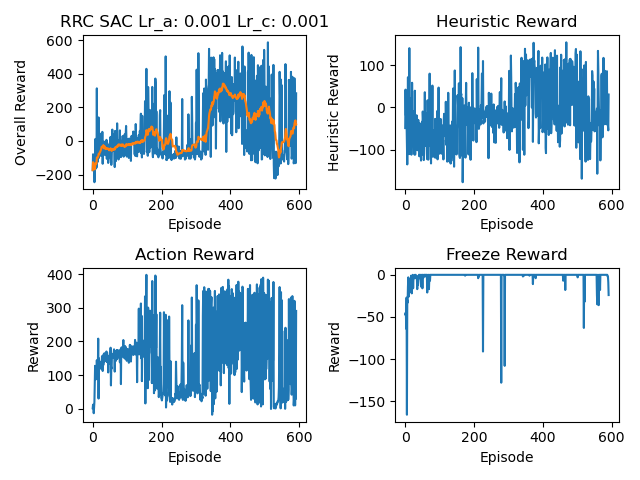 RRC SAC Lr_a: 0.001 Lr_c: 0.001
Overall Reward
600
400
200
0
−200
0
200
400
600
Episode
Heuristic Reward
Heuristic Reward
100
0
−100
0
200
400
600
Episode
Action Reward
Reward
400
300
200
100
0
0
200
400
600
Episode
Freeze Reward
Reward
0
−50
−100
−150
0
200
400
600
Episode